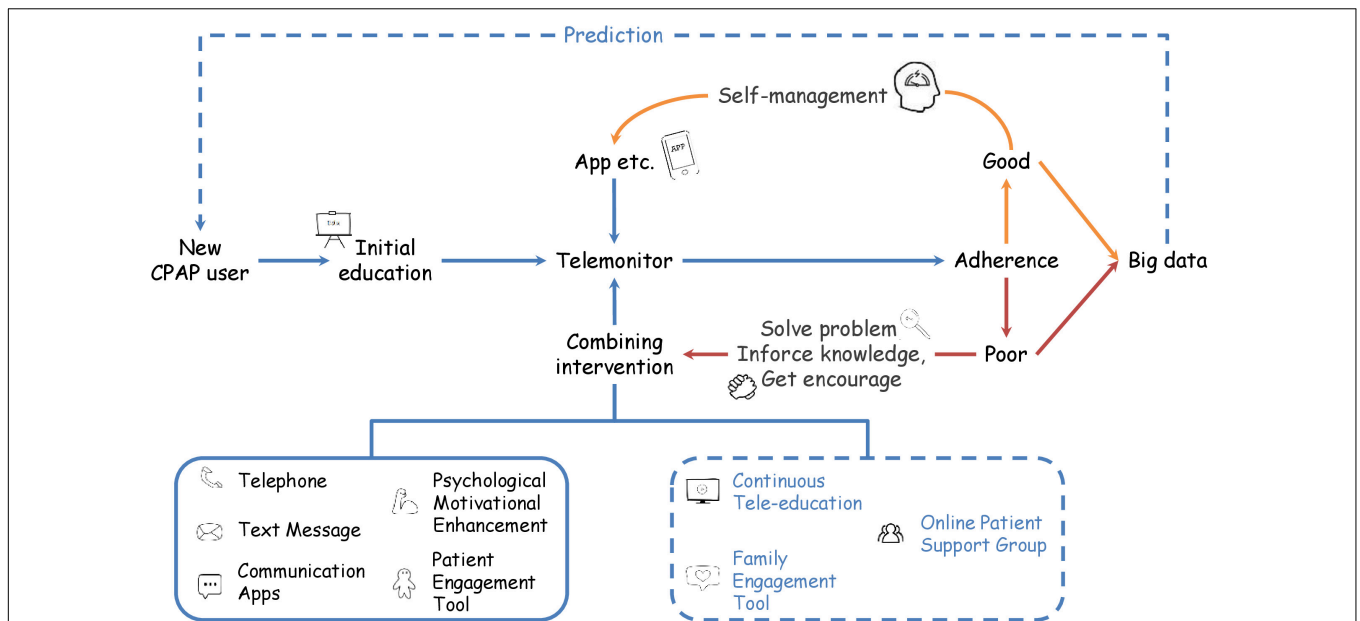 Prediction
Self-management
APP
App etc.
Good
Edu
New
CPAP user
Initial
education
Telemonitor
Adherence
Big data
Combining
intervention
Solve problem
Inforce knowledge,
Get encourage
Poor
Telephone
Text Message
Communication
Apps
Psychological
Motivational
Enhancement
Patient
Engagement
Tool
Continuous
Tele-education
Family
Engagement
Tool
Online Patient
Support Group